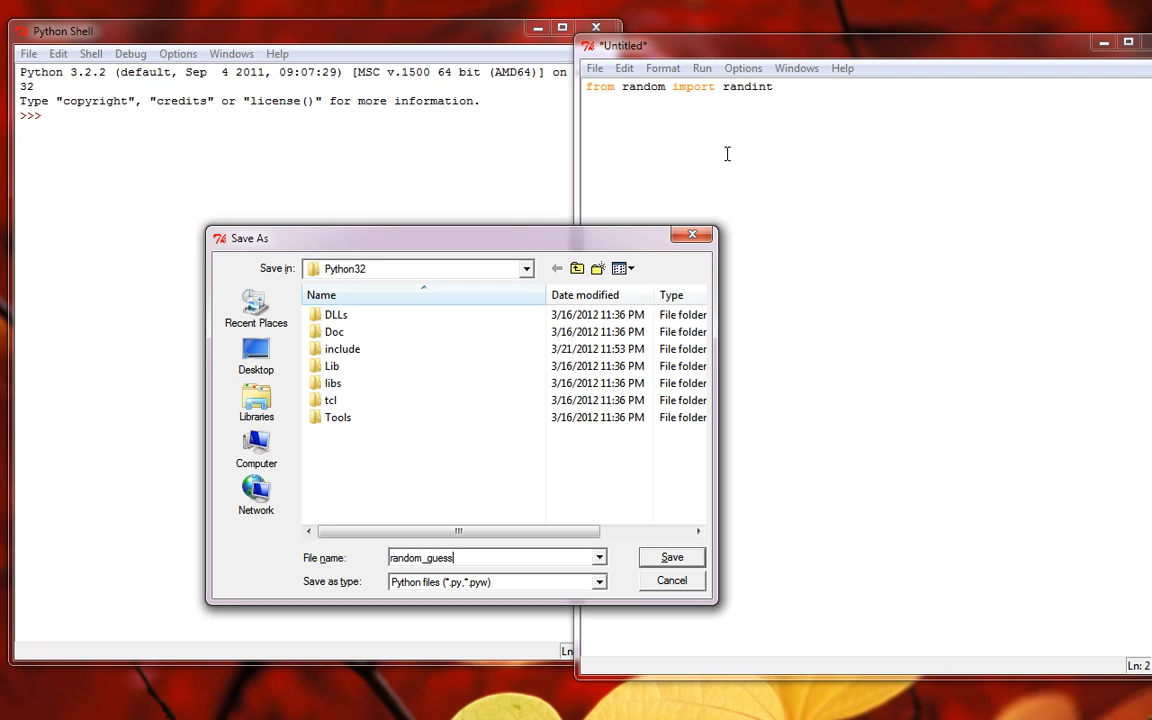 Python Shell
File Edit Shell Debug Options Windows Help
Python 3.2.2 (default, Sep  4 2011, 09:07:29) [MSC v.1500 64 bit (AMD64)] on
32
Type "copyright", "credits" or "license()" for more information.
>>>
Ln
*Untitled*
File Edit Format Run Options Windows Help
from random import randint
Ln: 2
Save As
Save in: Python32
Name Date modified Type
DLLs 3/16/2012 11:36 PM File folder
Doc 3/16/2012 11:36 PM File folder
include 3/21/2012 11:53 PM File folder
Lib 3/16/2012 11:36 PM File folder
libs 3/16/2012 11:36 PM File folder
tcl 3/16/2012 11:36 PM File folder
Tools 3/16/2012 11:36 PM File folder
Recent Places
Desktop
Libraries
Computer
Network
File name: random_guess Save
Save as type: Python files (*.py,*.pyw) Cancel